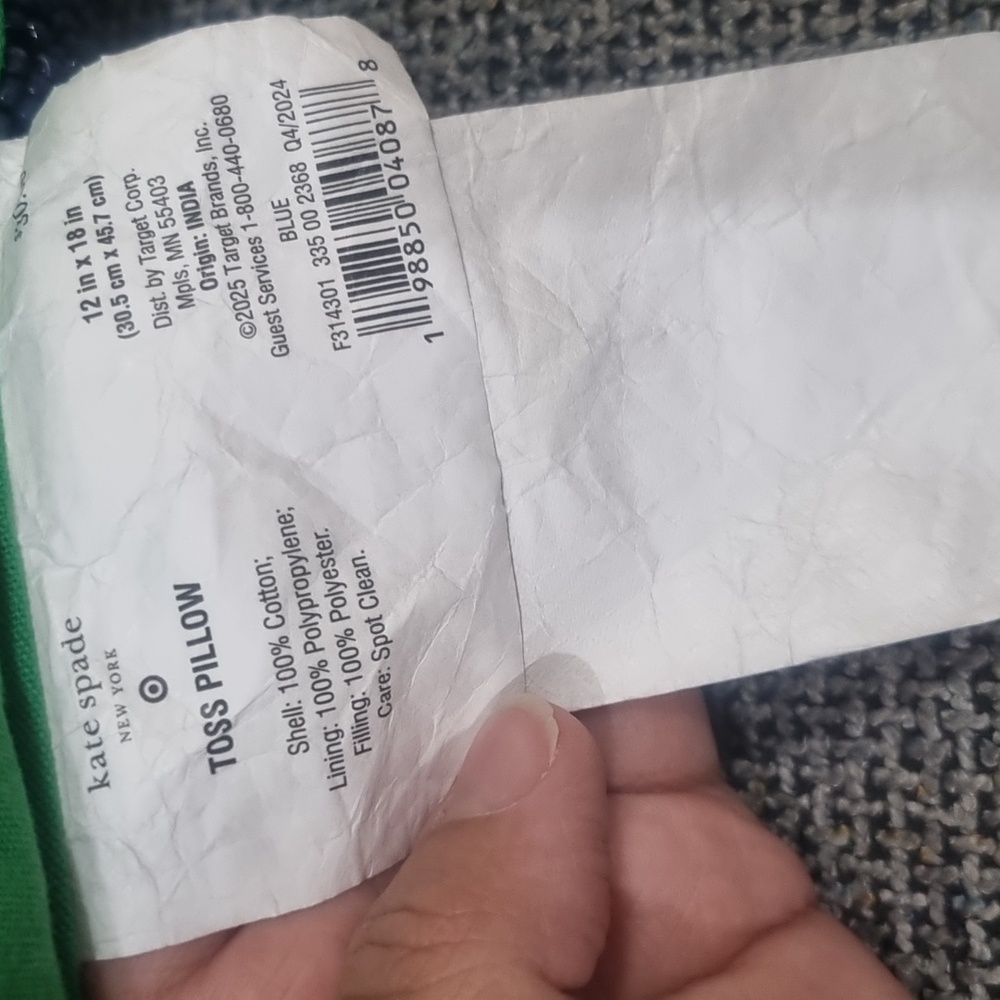 kate spade
NEW YORK
TOSS PILLOW
Shell: 100% Cotton;
Lining: 100% Polypropylene;
Filling: 100% Polyester.
Care: Spot Clean.
12 in x 18 in
(30.5 cm x 45.7 cm)
Dist. by Target Corp.
Mpls, MN 55403
Origin: INDIA
©2025 Target Brands, Inc.
Guest Services 1-800-440-0680
BLUE
F314301 335 00 2368 Q4/2024
1 98850 04087 8